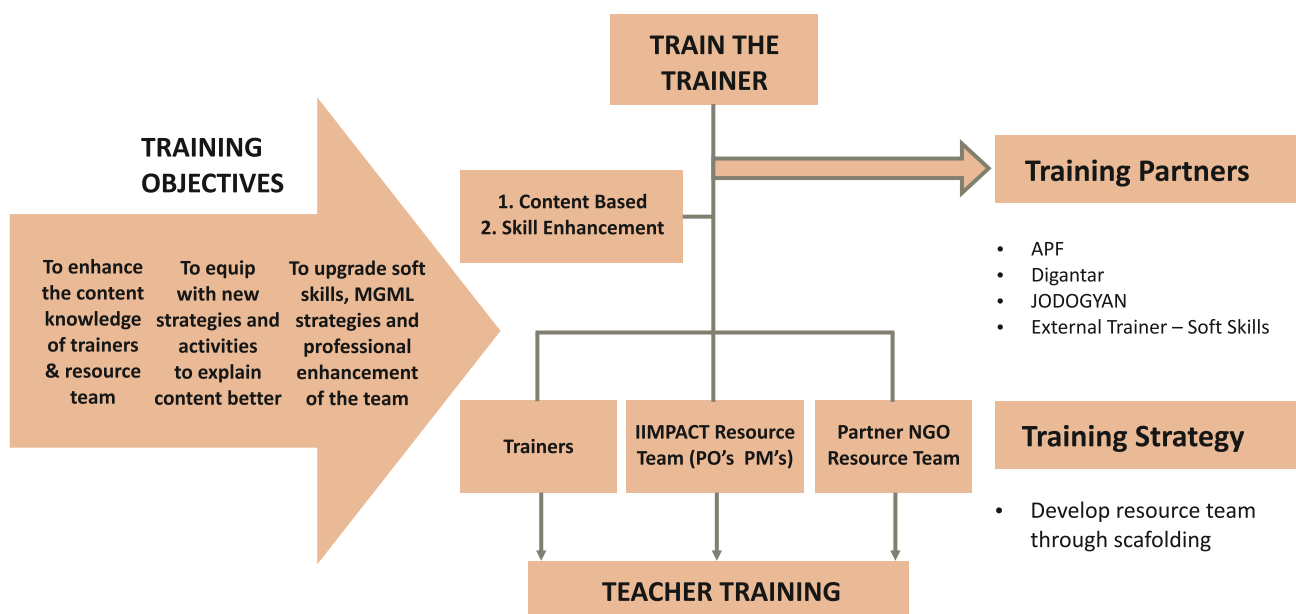 TRAIN THE
TRAINER
TRAINING
OBJECTIVES
To enhance
the content
knowledge
of trainers
& resource
team
To equip
with new
strategies and
activities
to explain
content better
To upgrade soft
skills, MGML
strategies and
professional
enhancement
of the team
1. Content Based
2. Skill Enhancement
Training Partners
• APF
• Digantar
• JODOGYAN
• External Trainer – Soft Skills
Trainers
IIMPACT Resource
Team (PO’s PM’s)
Partner NGO
Resource Team
Training Strategy
• Develop resource team
through scafolding
TEACHER TRAINING